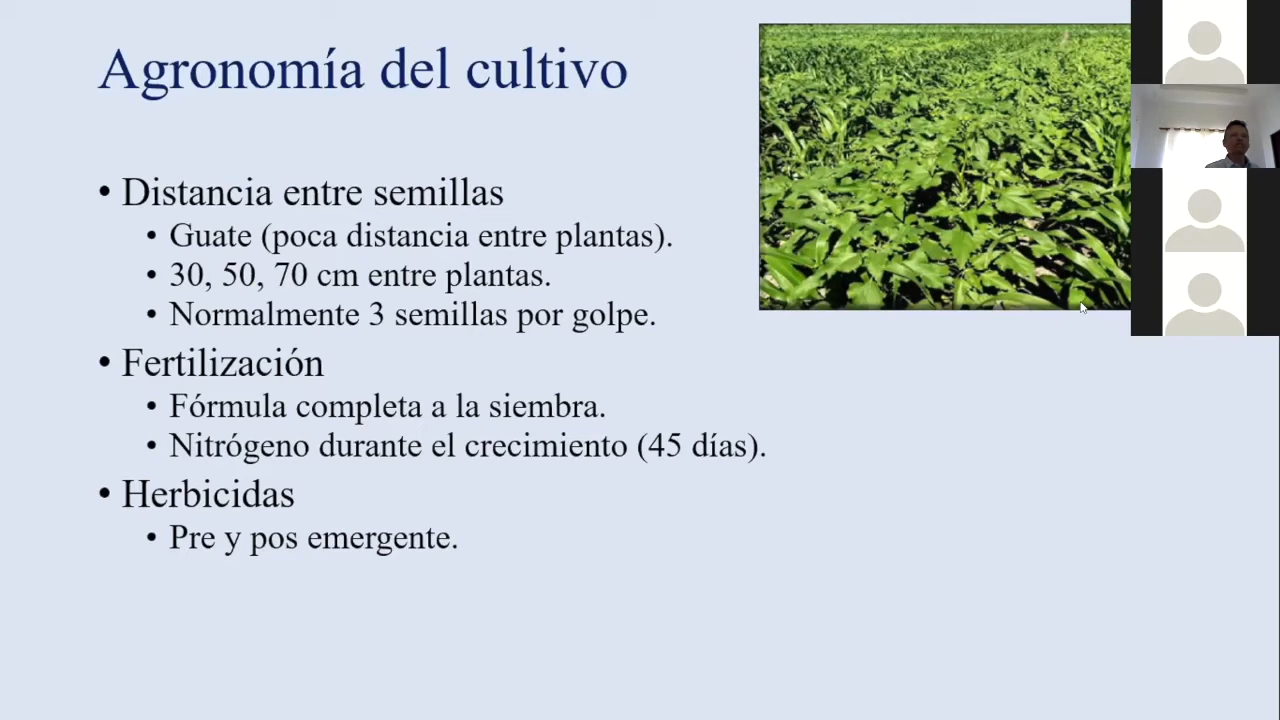 Agronomía del cultivo
• Distancia entre semillas
• Guate (poca distancia entre plantas).
• 30, 50, 70 cm entre plantas.
• Normalmente 3 semillas por golpe.
• Fertilización
• Fórmula completa a la siembra.
• Nitrógeno durante el crecimiento (45 días).
• Herbicidas
• Pre y pos emergente.